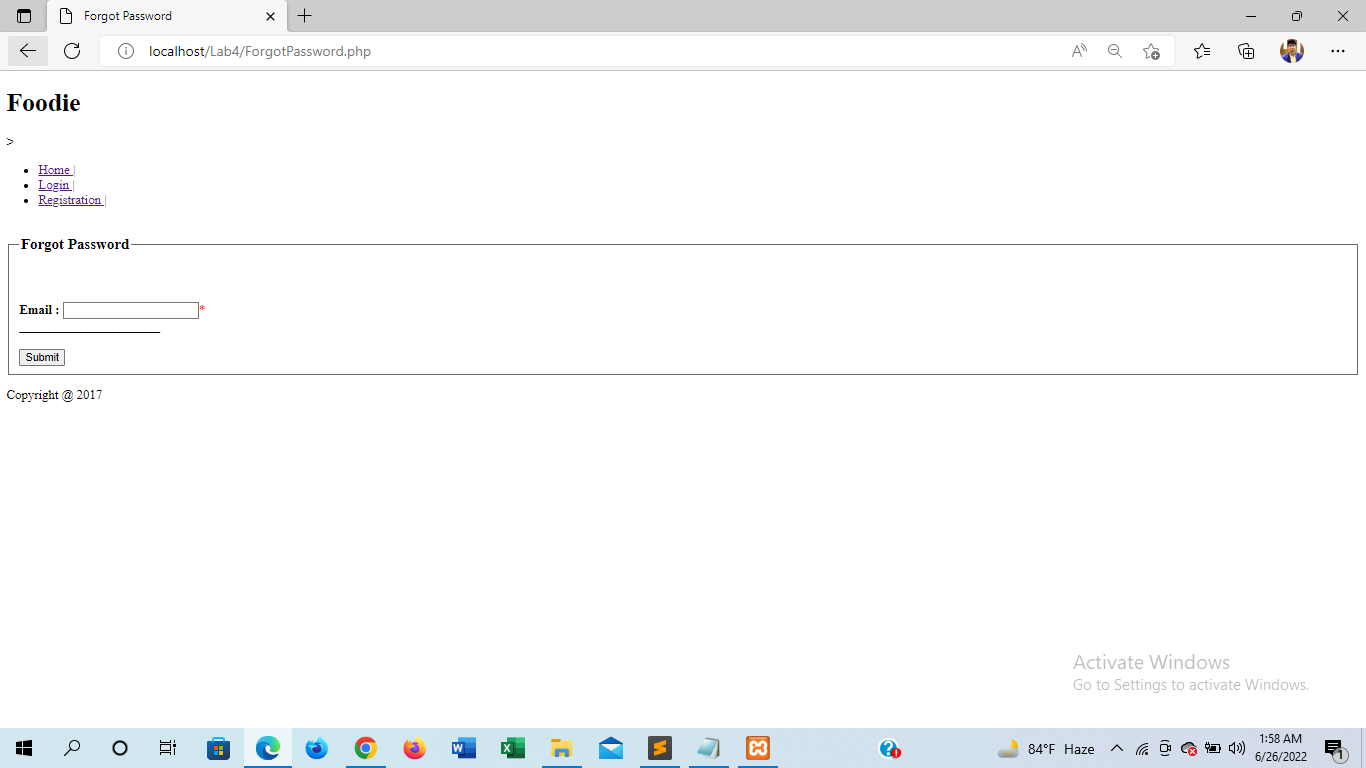 Forgot Password
localhost/Lab4/ForgotPassword.php
Foodie
>
Home |
Login |
Registration |
Forgot Password
Email : *
Submit
Copyright @ 2017
Activate Windows
Go to Settings to activate Windows.
84°F Haze
1:58 AM
6/26/2022
1